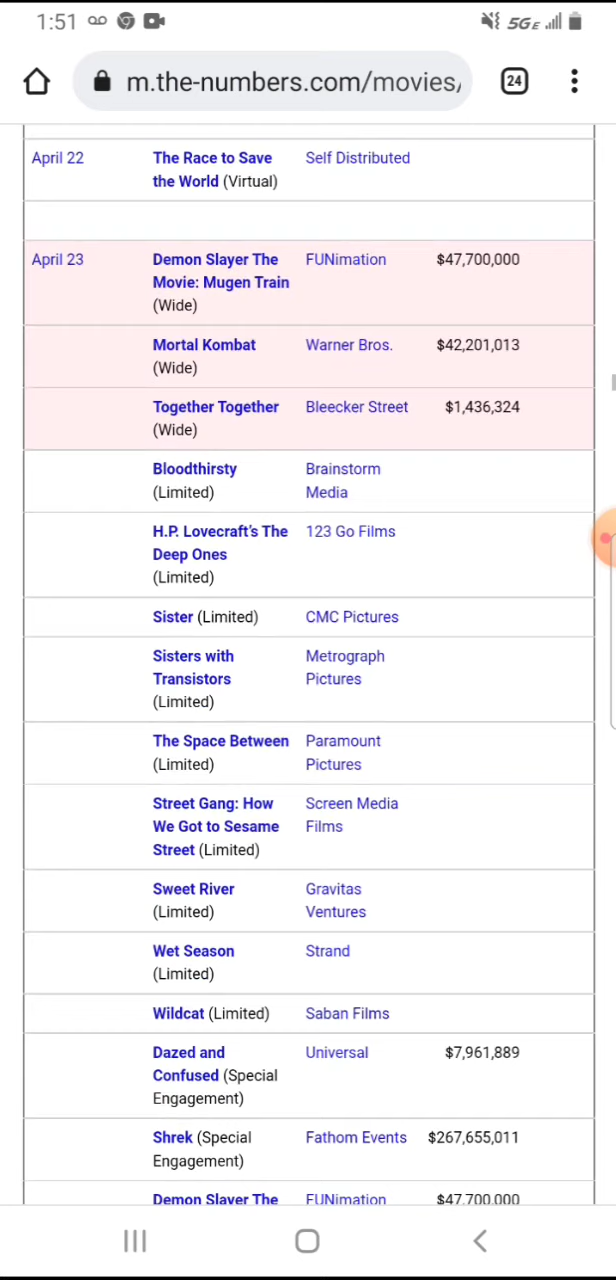 1:51 5GE
m.the-numbers.com/movies/ 24
April 22 The Race to Save Self Distributed
the World (Virtual)
April 23 Demon Slayer The FUNimation $47,700,000
Movie: Mugen Train
(Wide)
Mortal Kombat Warner Bros. $42,201,013
(Wide)
Together Together Bleecker Street $1,436,324
(Wide)
Bloodthirsty Brainstorm
(Limited) Media
H.P. Lovecraft's The 123 Go Films
Deep Ones
(Limited)
Sister (Limited) CMC Pictures
Sisters with Metrograph
Transistors Pictures
(Limited)
The Space Between Paramount
(Limited) Pictures
Street Gang: How Screen Media
We Got to Sesame Films
Street (Limited)
Sweet River Gravitas
(Limited) Ventures
Wet Season Strand
(Limited)
Wildcat (Limited) Saban Films
Dazed and Universal $7,961,889
Confused (Special
Engagement)
Shrek (Special Fathom Events $267,655,011
Engagement)
Demon Slayer The FUNimation $47,700,000